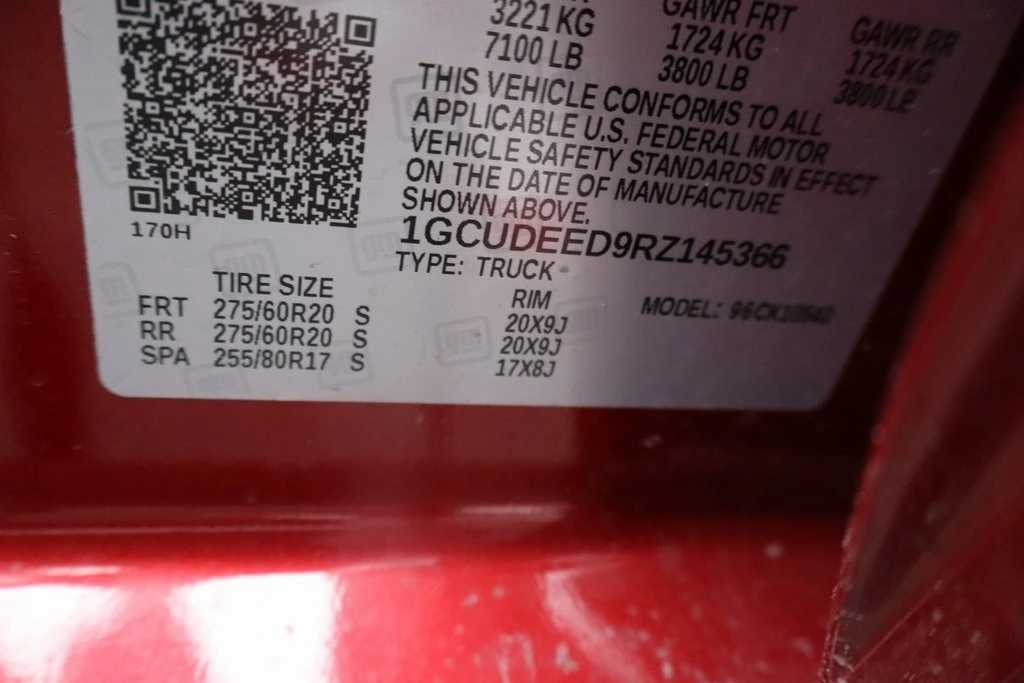 3221 KG
7100 LB
GAWR FRT
1724 KG
3800 LB
GAWR RR
1724 KG
3800 LB
THIS VEHICLE CONFORMS TO ALL
APPLICABLE U.S. FEDERAL MOTOR
VEHICLE SAFETY STANDARDS IN EFFECT
ON THE DATE OF MANUFACTURE
SHOWN ABOVE.
170H
1GCUDEED9RZ145366
TYPE: TRUCK
TIRE SIZE RIM MODEL:
FRT 275/60R20 S 20X9J
RR 275/60R20 S 20X9J
SPA 255/80R17 S 17X8J